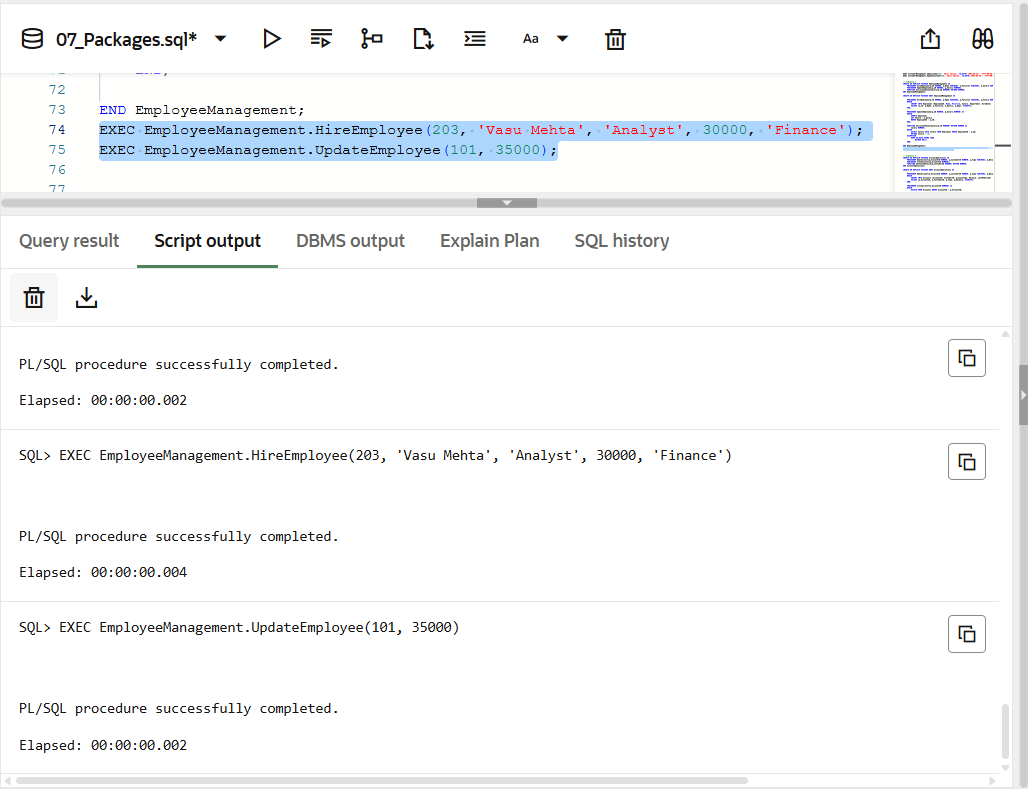 07_Packages.sql*
Aa
72
73 END EmployeeManagement;
74 EXEC EmployeeManagement.HireEmployee(203, 'Vasu Mehta', 'Analyst', 30000, 'Finance');
75 EXEC EmployeeManagement.UpdateEmployee(101, 35000);
76
77
Query result Script output DBMS output Explain Plan SQL history
PL/SQL procedure successfully completed.
Elapsed: 00:00:00.002
SQL> EXEC EmployeeManagement.HireEmployee(203, 'Vasu Mehta', 'Analyst', 30000, 'Finance')
PL/SQL procedure successfully completed.
Elapsed: 00:00:00.004
SQL> EXEC EmployeeManagement.UpdateEmployee(101, 35000)
PL/SQL procedure successfully completed.
Elapsed: 00:00:00.002